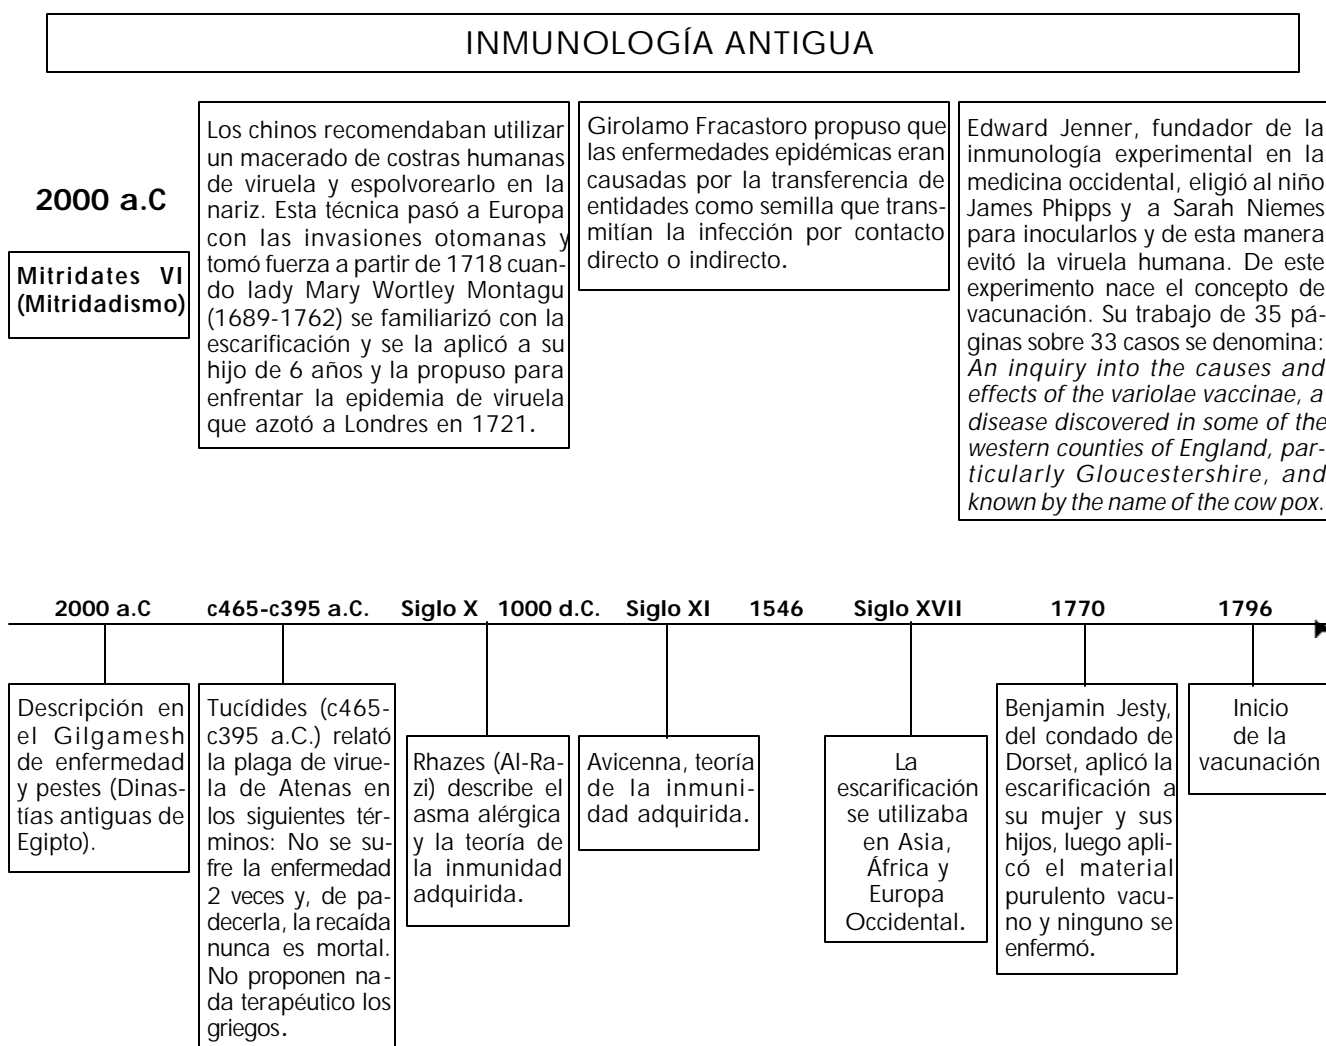 INMUNOLOGÍA ANTIGUA
2000 a.C
Mitridates VI
(Mitridadismo)
Los chinos recomendaban utilizar
un macerado de costras humanas
de viruela y espolvorearlo en la
nariz. Esta técnica pasó a Europa
con las invasiones otomanas y
tomó fuerza a partir de 1718 cuan-
do lady Mary Wortley Montagu
(1689-1762) se familiarizó con la
escarificación y se la aplicó a su
hijo de 6 años y la propuso para
enfrentar la epidemia de viruela
que azotó a Londres en 1721.
Girolamo Fracastoro propuso que
las enfermedades epidémicas eran
causadas por la transferencia de
entidades como semilla que trans-
mitían la infección por contacto
directo o indirecto.
Edward Jenner, fundador de la
inmunología experimental en la
medicina occidental, eligió al niño
James Phipps y a Sarah Niemes
para inocularlos y de esta manera
evitó la viruela humana. De este
experimento nace el concepto de
vacunación. Su trabajo de 35 pá-
ginas sobre 33 casos se denomina:
An inquiry into the causes and
effects of the variolae vaccinae, a
disease discovered in some of the
western counties of England, par-
ticularly Gloucestershire, and
known by the name of the cow pox.
2000 a.C c465-c395 a.C. Siglo X 1000 d.C. Siglo XI 1546 Siglo XVII 1770 1796
Descripción en
el Gilgamesh
de enfermedad
y pestes (Dinas-
tías antiguas de
Egipto).
Tucídides (c465-
c395 a.C.) relató
la plaga de virue-
la de Atenas en
los siguientes tér-
minos: No se su-
fre la enfermedad
2 veces y, de pa-
decerla, la recaída
nunca es mortal.
No proponen na-
da terapéutico los
griegos.
Rhazes (Al-Ra-
zi) describe el
asma alérgica
y la teoría de
la inmunidad
adquirida.
Avicenna, teoría
de la inmuni-
dad adquirida.
La
escarificación
se utilizaba
en Asia,
África y
Europa
Occidental.
Benjamin Jesty,
del condado de
Dorset, aplicó la
escarificación a
su mujer y sus
hijos, luego apli-
có el material
purulento vacu-
no y ninguno se
enfermó.
Inicio
de la
vacunación